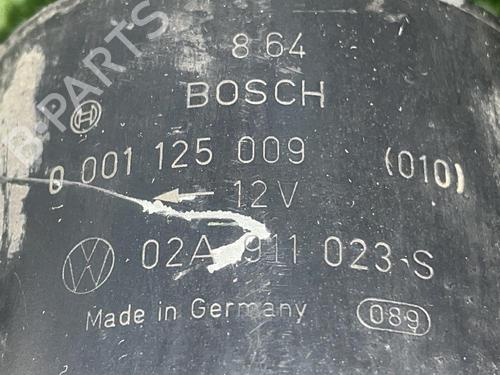 B-PARTS
8 64
BOSCH
0 001 125 009 (010)
12V
02A 911 023 S
Made in Germany 089